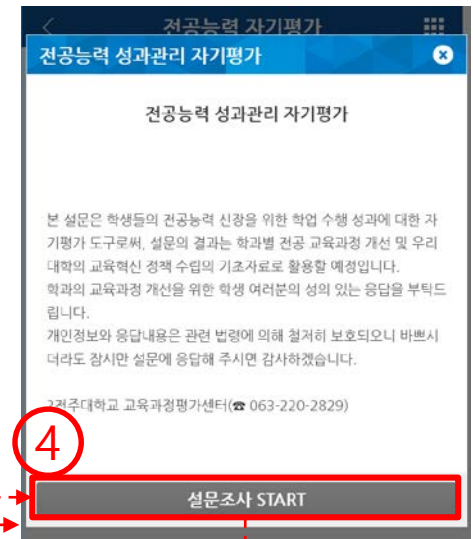 전공능력 자기평가
전공능력 성과관리 자기평가
전공능력 성과관리 자기평가
본 설문은 학생들의 전공능력 신장을 위한 학업 수행 성과에 대한 자
기평가 도구로써, 설문의 결과는 학과별 전공 교육과정 개선 및 우리
대학의 교육혁신 정책 수립의 기초자료로 활용할 예정입니다.
학과의 교육과정 개선을 위한 학생 여러분의 성의 있는 응답을 부탁드
립니다.
개인정보와 응답내용은 관련 법령에 의해 철저히 보호되오니 바쁘시
더라도 잠시만 설문에 응답해 주시면 감사하겠습니다.
?전주대학교 교육과정평가센터(☎ 063-220-2829)
4
설문조사 START